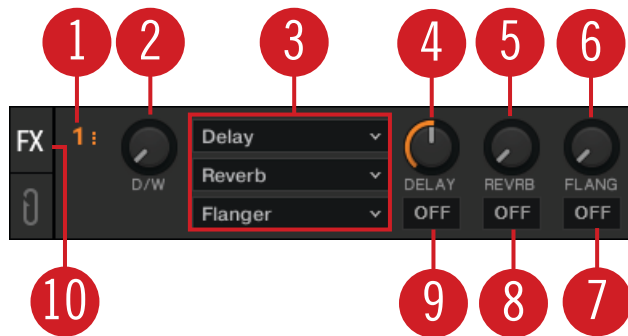 1 2 3 4 5 6
FX 1 Delay
D/W Reverb DELAY REVRB FLANG
Flanger OFF OFF OFF
10 9 8 7